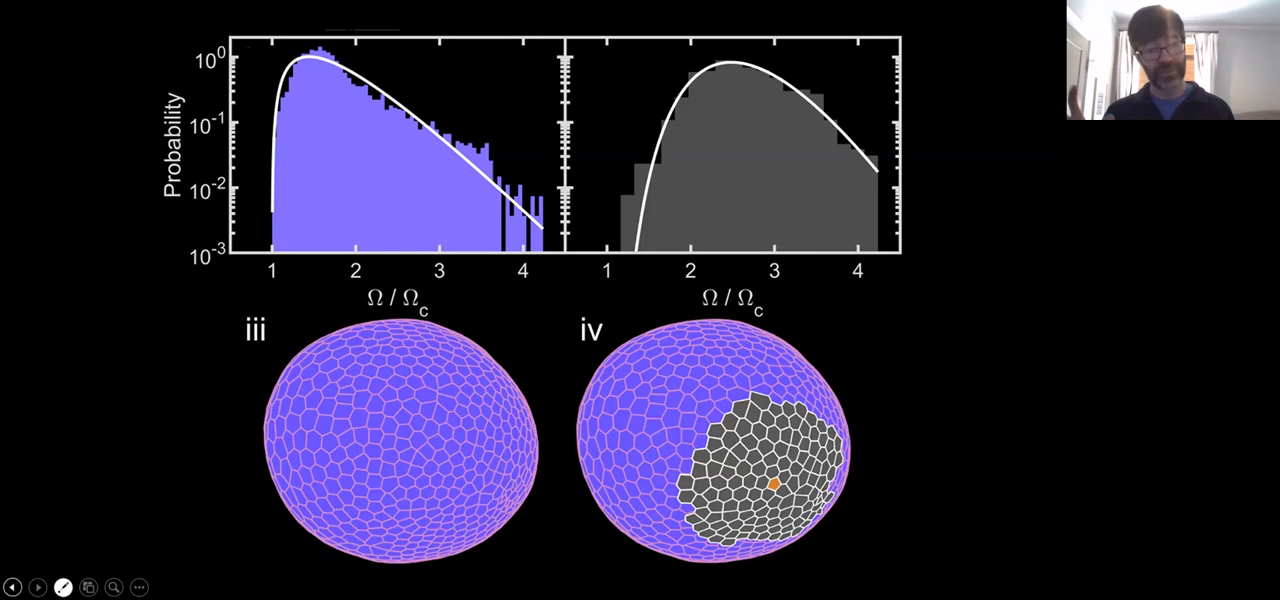 10^0
10^-1
10^-2
10^-3
Probability
1 2 3 4 1 2 3 4
Ω / Ω_c Ω / Ω_c
iii iv